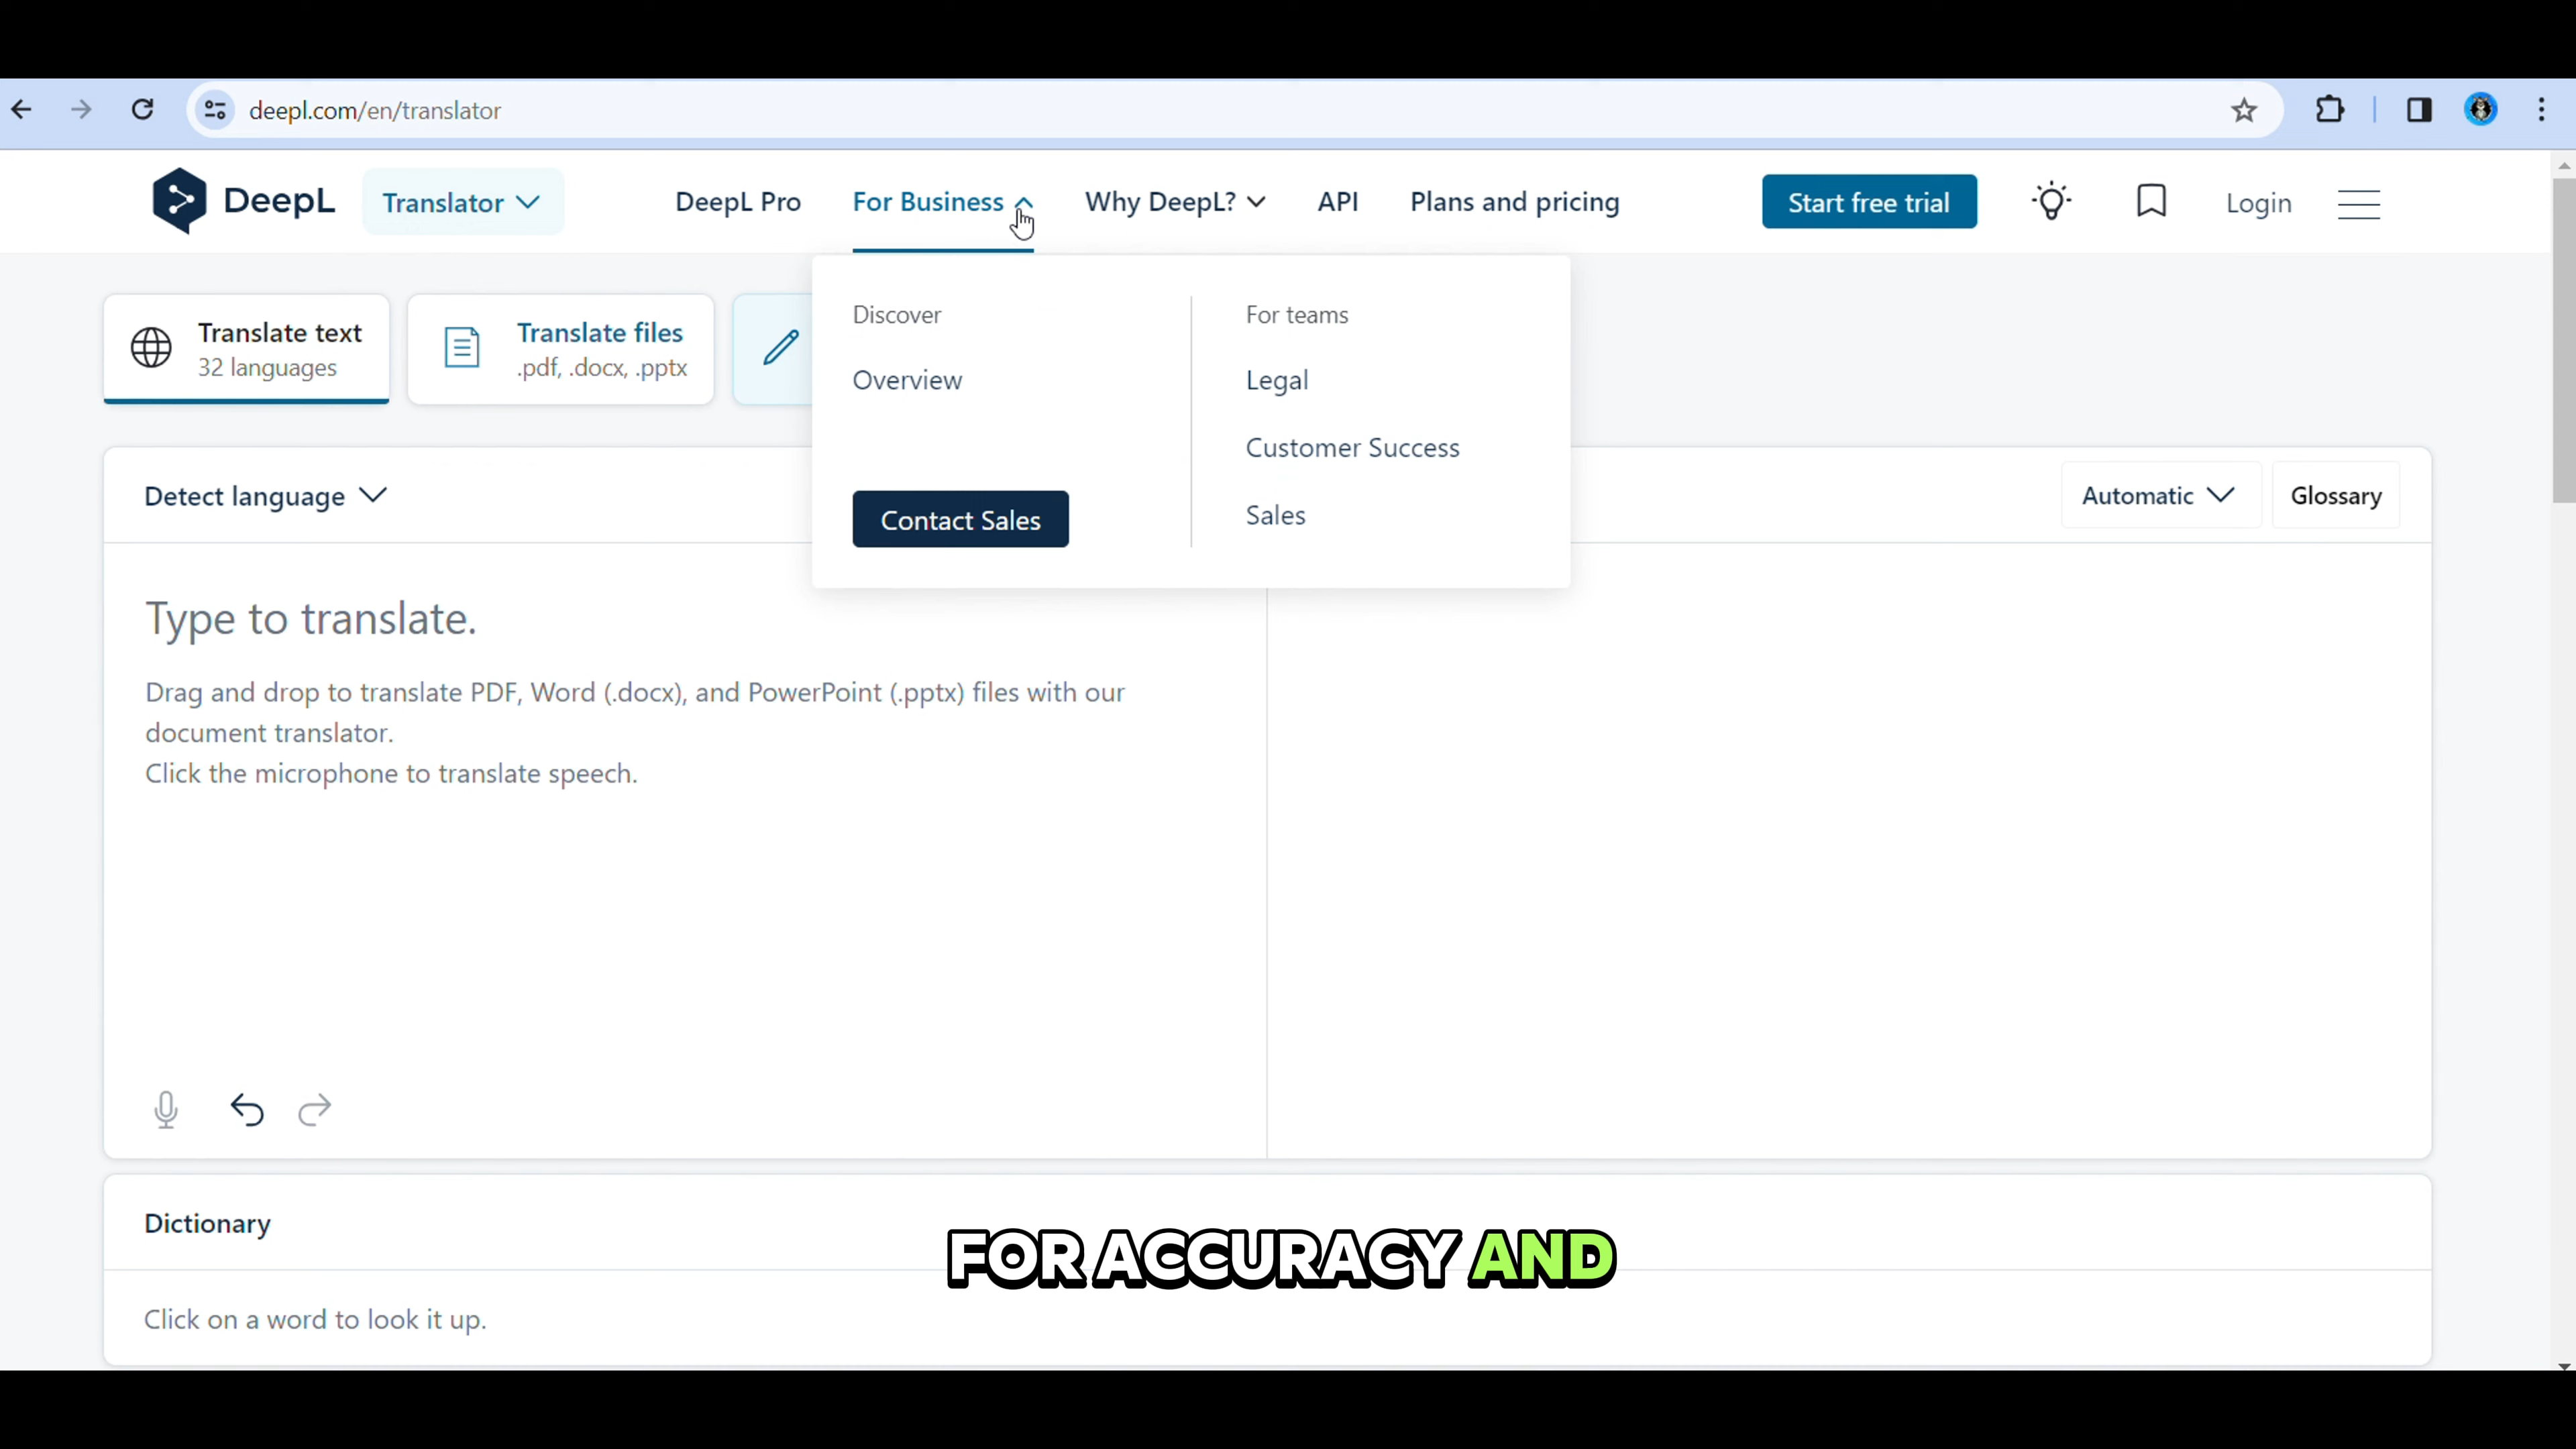 deepl.com/en/translator
DeepL
Translator
DeepL Pro
For Business
Why DeepL?
API
Plans and pricing
Start free trial
Login
Translate text
32 languages
Translate files
.pdf, .docx, .pptx
Discover
Overview
Contact Sales
For teams
Legal
Customer Success
Sales
Detect language
Automatic
Glossary
Type to translate.
Drag and drop to translate PDF, Word (.docx), and PowerPoint (.pptx) files with our
document translator.
Click the microphone to translate speech.
Dictionary
FOR ACCURACY AND
Click on a word to look it up.